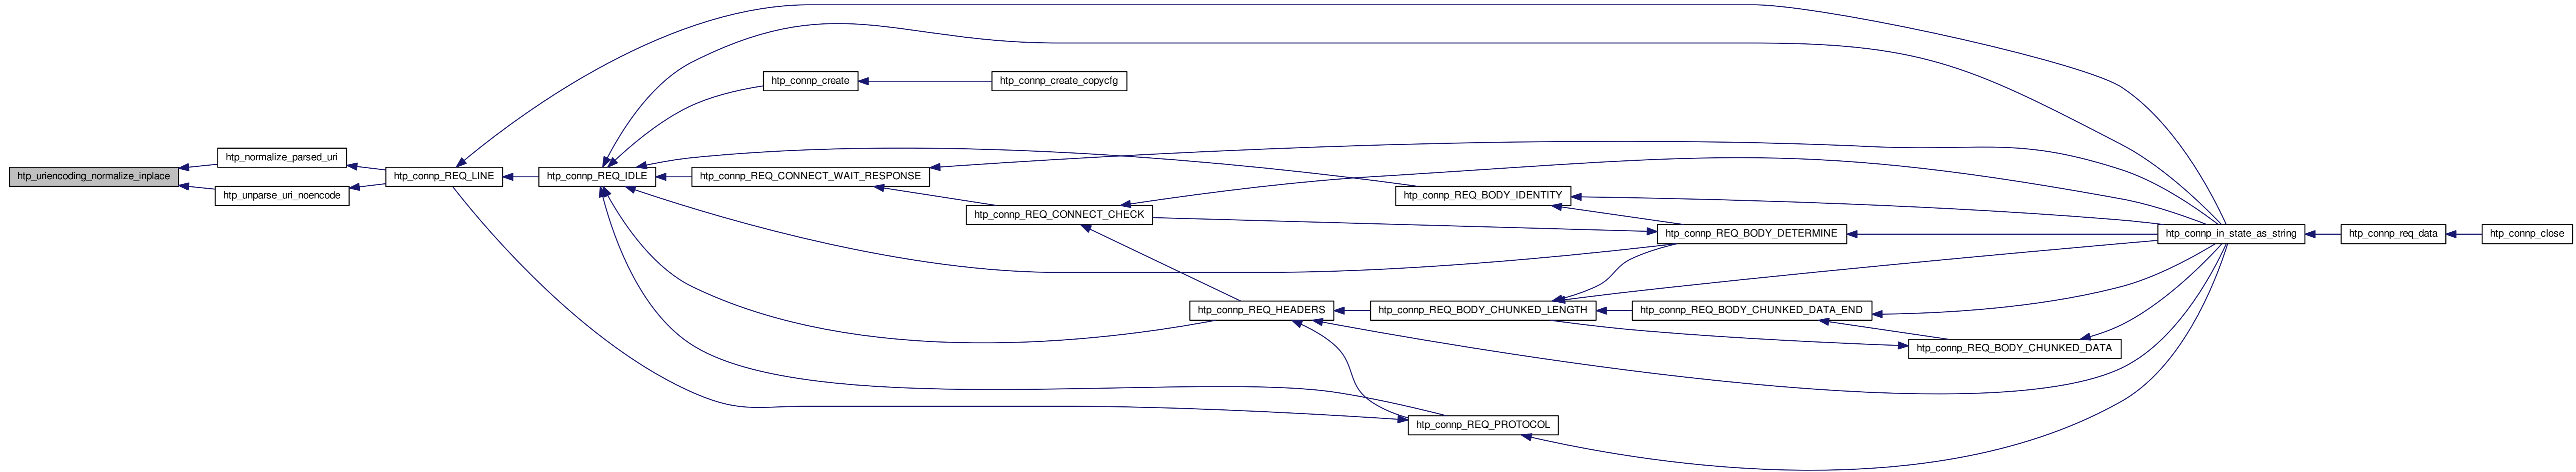 htp_uriencoding_normalize_inplace
htp_normalize_parsed_uri
htp_unparse_uri_noencode
htp_connp_REQ_LINE
htp_connp_REQ_IDLE
htp_connp_create
htp_connp_create_copycfg
htp_connp_REQ_CONNECT_WAIT_RESPONSE
htp_connp_REQ_CONNECT_CHECK
htp_connp_REQ_HEADERS
htp_connp_REQ_BODY_IDENTITY
htp_connp_REQ_BODY_CHUNKED_LENGTH
htp_connp_REQ_PROTOCOL
htp_connp_REQ_BODY_DETERMINE
htp_connp_REQ_BODY_CHUNKED_DATA_END
htp_connp_REQ_BODY_CHUNKED_DATA
htp_connp_in_state_as_string
htp_connp_req_data
htp_connp_close